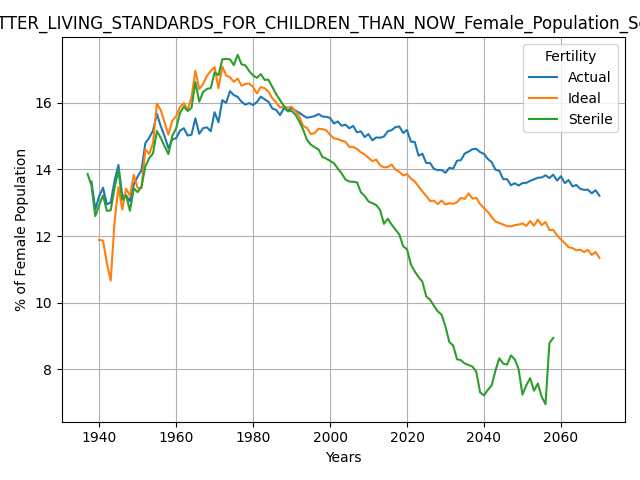 TTER_LIVING_STANDARDS_FOR_CHILDREN_THAN_NOW_Female_Population_S
Fertility
Actual
Ideal
Sterile
% of Female Population
16
14
12
10
8
1940
1960
1980
2000
2020
2040
2060
Years